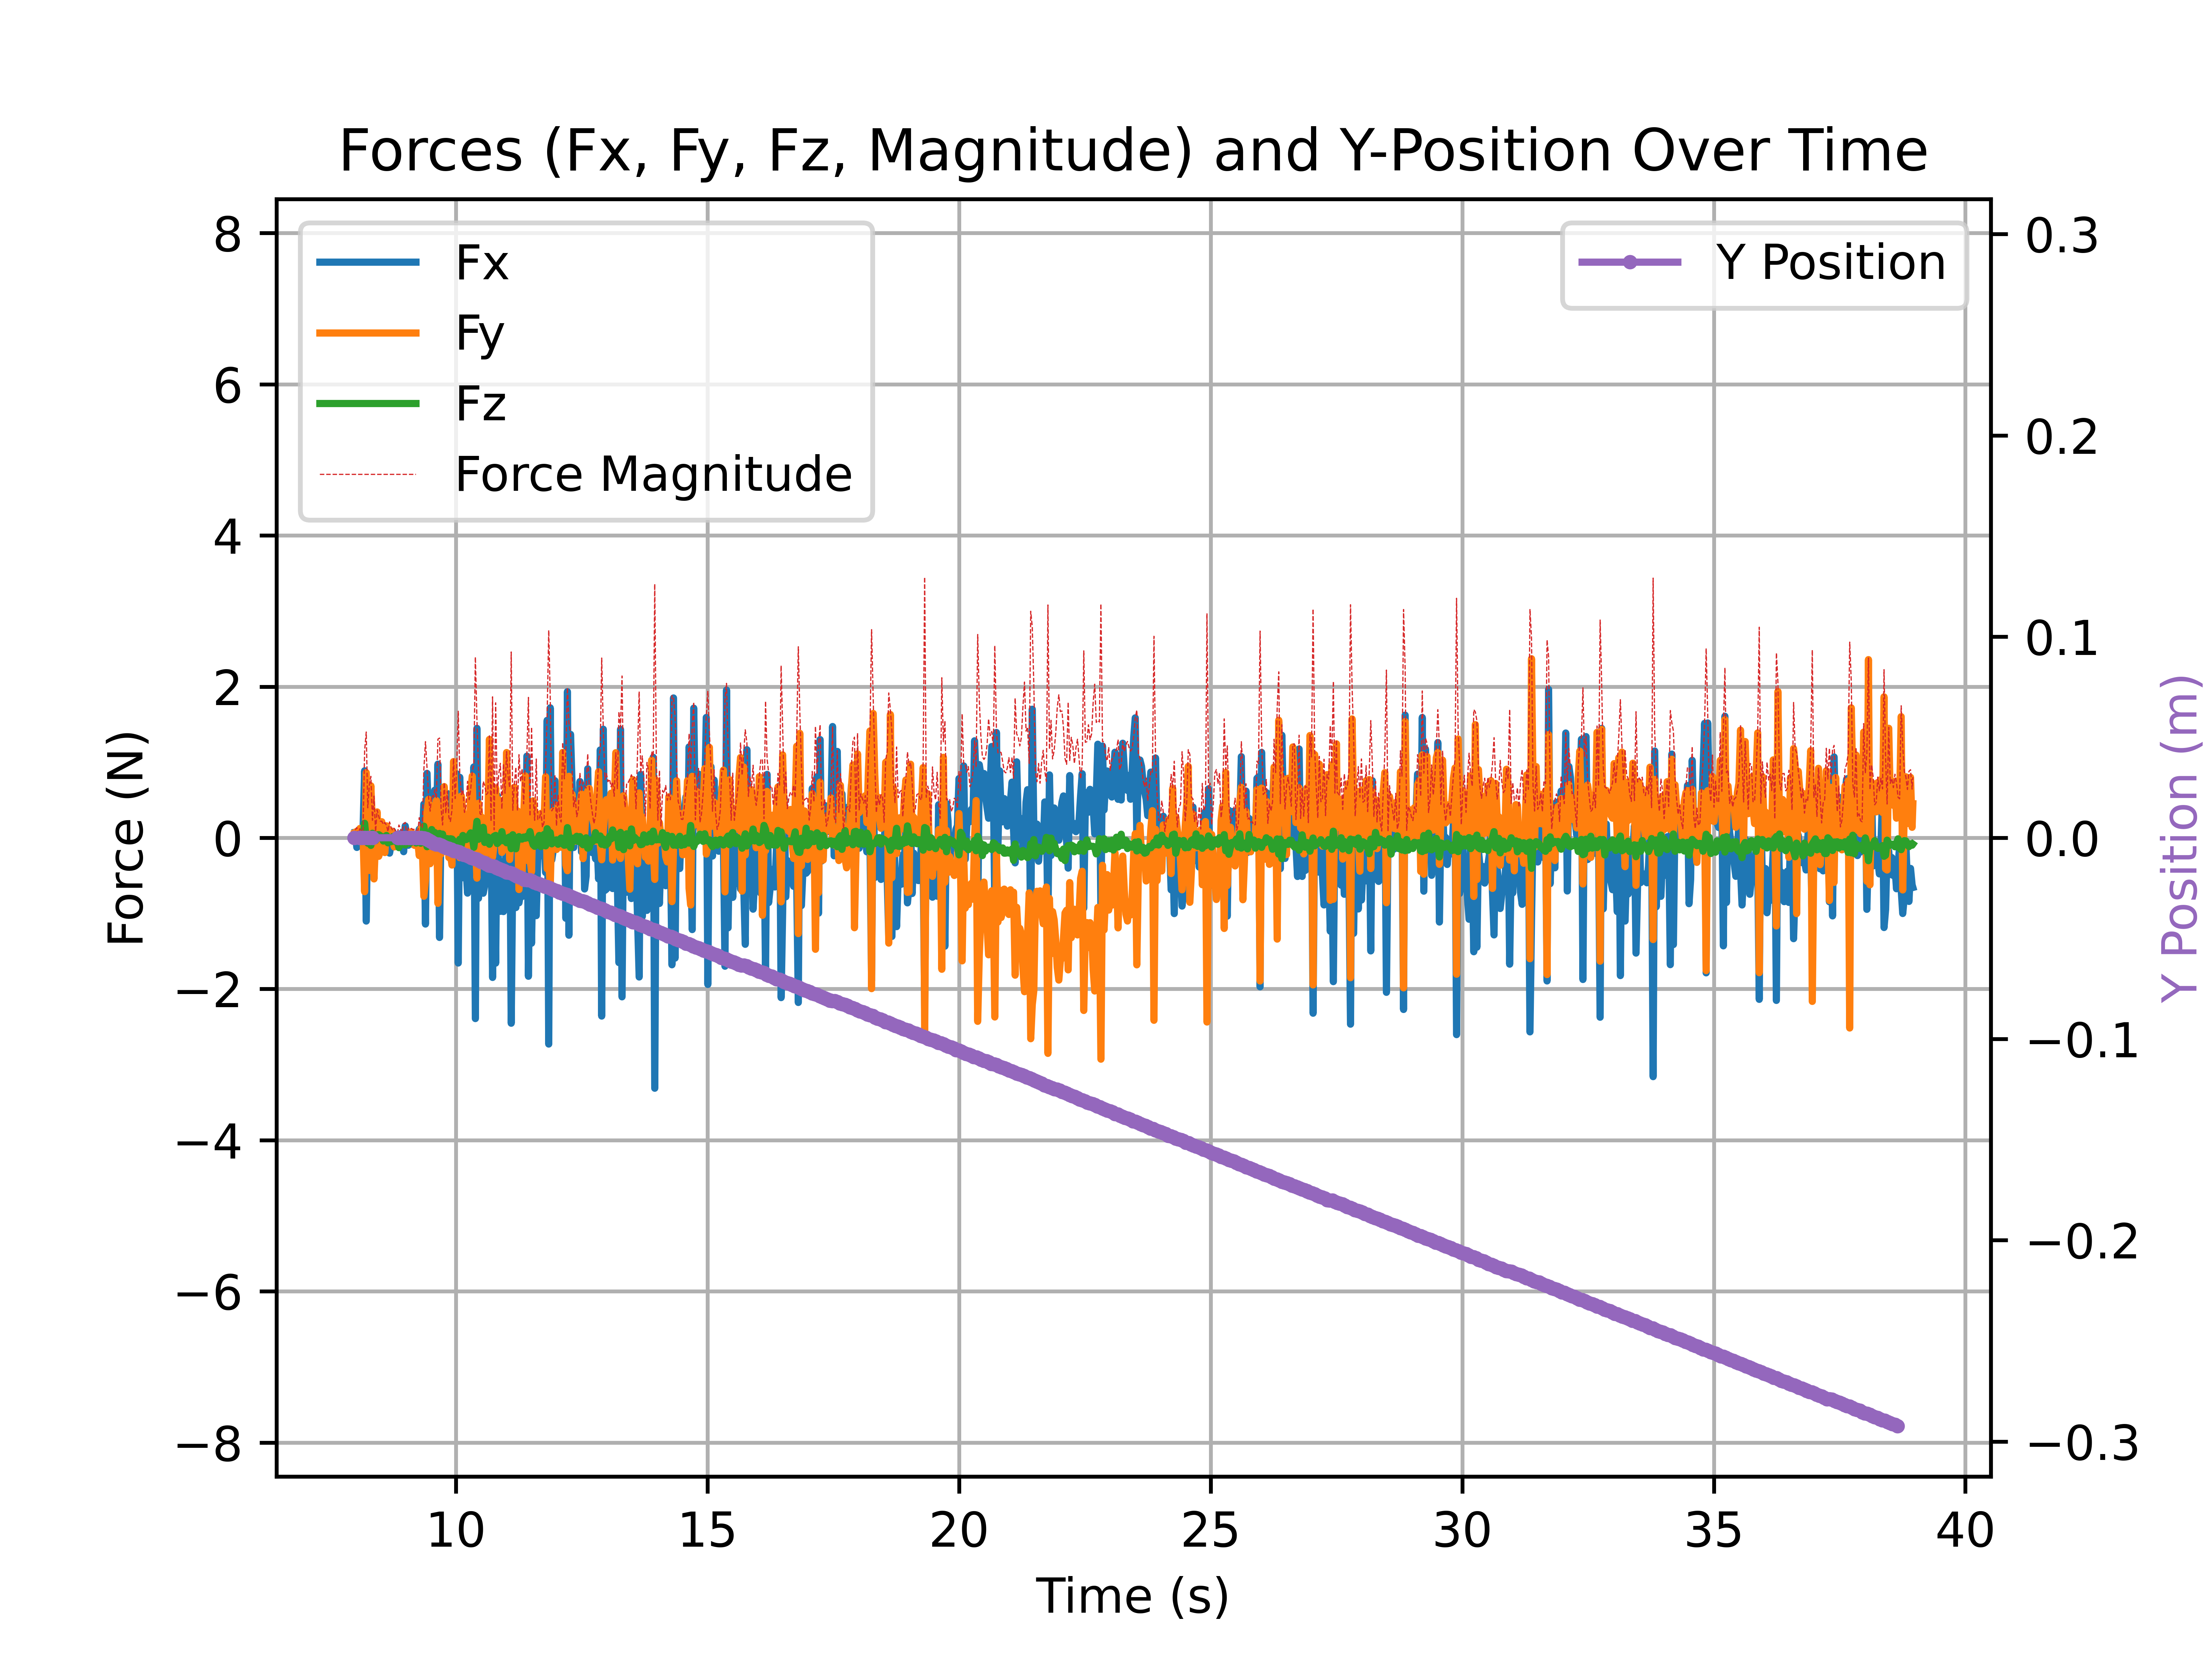 Forces (Fx, Fy, Fz, Magnitude) and Y-Position Over Time
Fx
Fy
Fz
Force Magnitude
Y Position
8
6
4
2
0
−2
−4
−6
−8
Force (N)
0.3
0.2
0.1
0.0
−0.1
−0.2
−0.3
Y Position (m)
10
15
20
25
30
35
40
Time (s)